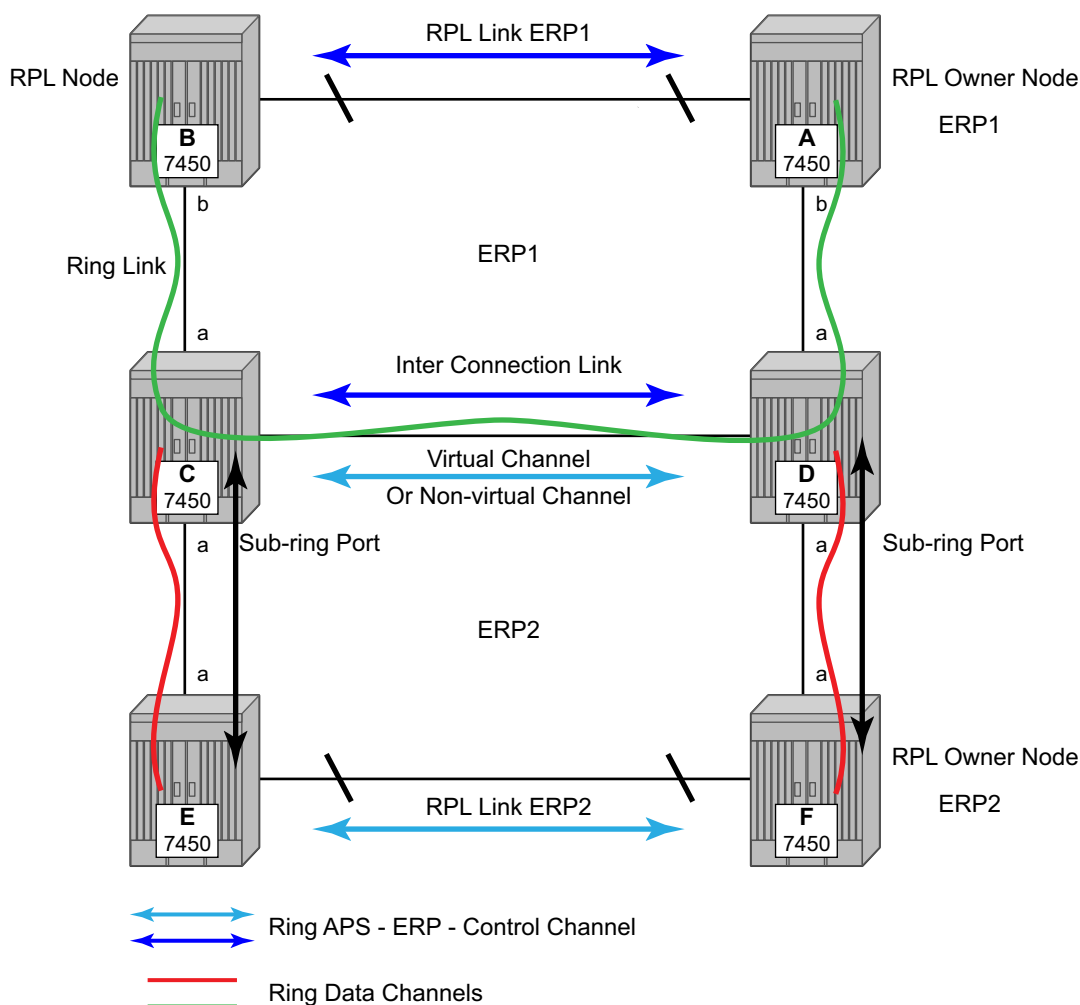 RPL Link ERP1
RPL Node
RPL Owner Node
ERP1
B
7450
A
7450
b
b
Ring Link
ERP1
a
a
Inter Connection Link
C
7450
Virtual Channel
Or Non-virtual Channel
D
7450
a
Sub-ring Port
a
Sub-ring Port
ERP2
a
a
RPL Owner Node
ERP2
E
7450
RPL Link ERP2
F
7450
Ring APS - ERP - Control Channel
Ring Data Channels